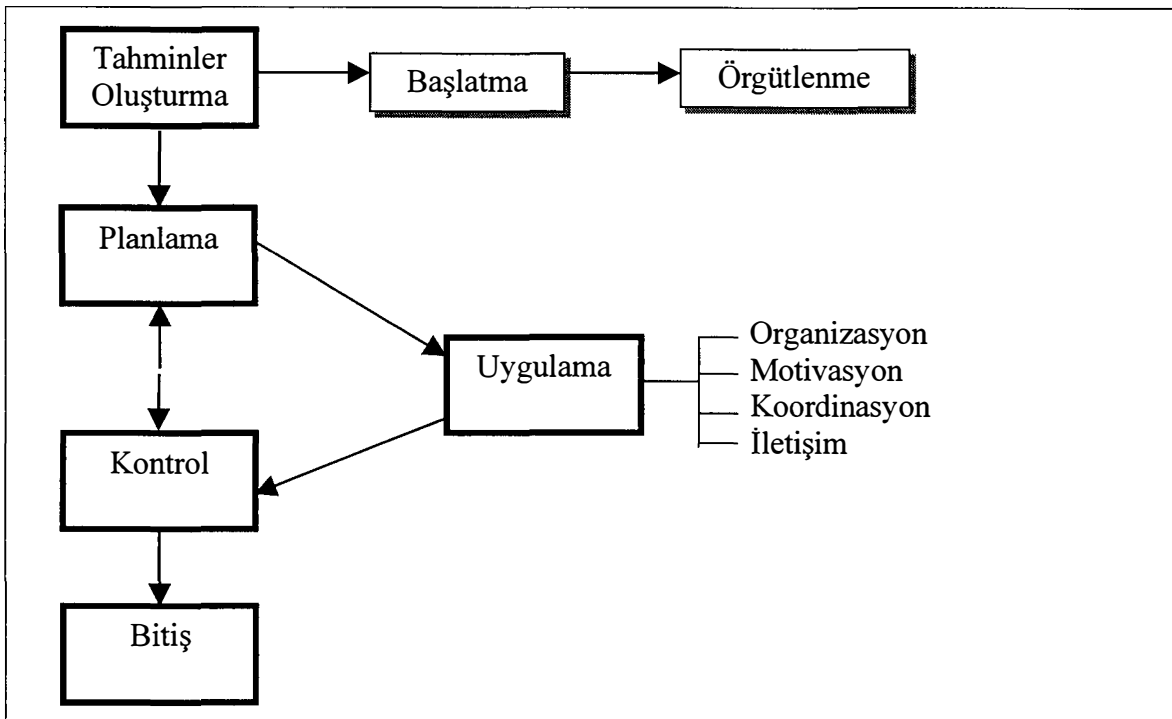 Tahminler
Oluşturma
Başlatma
Örgütlenme
Planlama
Uygulama
Organizasyon
Motivasyon
Koordinasyon
İletişim
Kontrol
Bitiş